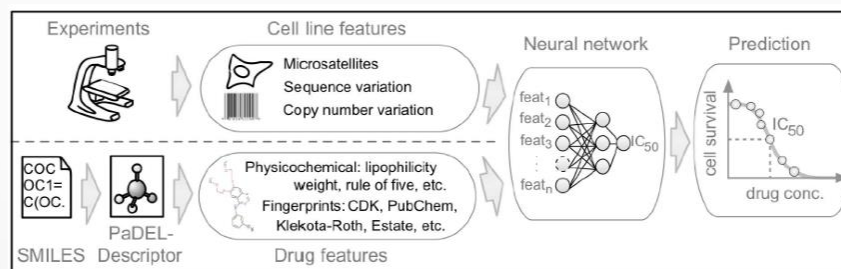 Experiments
Cell line features
Microsatellites
Sequence variation
Copy number variation
Neural network
feat1
feat2
feat3
featn
IC50
Prediction
cell survival
IC50
drug conc.
COC
OC1=
C(OC.
SMILES
PaDEL-
Descriptor
Physicochemical: lipophilicity
weight, rule of five, etc.
Fingerprints: CDK, PubChem,
Klekota-Roth, Estate, etc.
Drug features